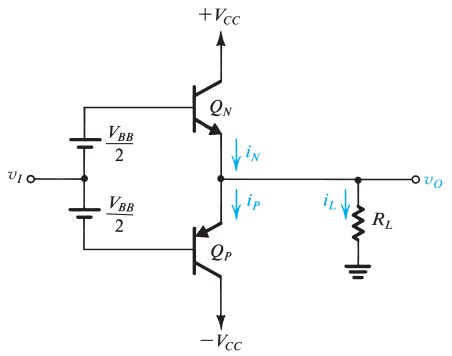 +V_CC
Q_N
V_BB/2
i_N
v_I
v_O
V_BB/2
i_P
i_L
R_L
Q_P
−V_CC